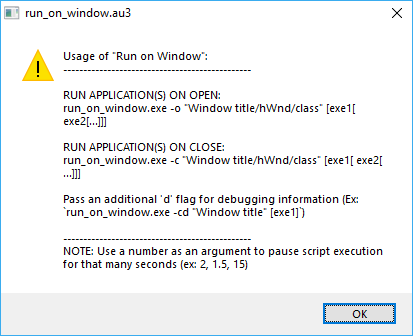 run_on_window.au3
Usage of "Run on Window":
-----------------------------------------------
RUN APPLICATION(S) ON OPEN:
run_on_window.exe -o "Window title/hWnd/class" [exe1[
exe2[...]]]
RUN APPLICATION(S) ON CLOSE:
run_on_window.exe -c "Window title/hWnd/class" [exe1[ exe2[
...]]]
Pass an additional 'd' flag for debugging information (Ex:
`run_on_window.exe -cd "Window title" [exe1]`)
-----------------------------------------------
NOTE: Use a number as an argument to pause script execution
for that many seconds (ex: 2, 1.5, 15)
OK